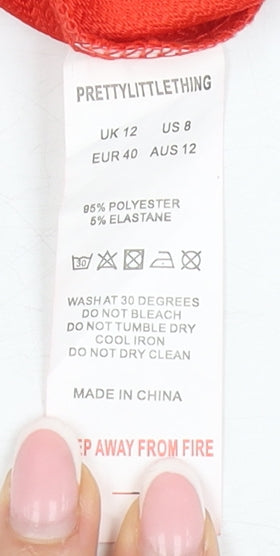 PRETTYLITTLETHING
UK 12 US 8
EUR 40 AUS 12
95% POLYESTER
5% ELASTANE
30
WASH AT 30 DEGREES
DO NOT BLEACH
DO NOT TUMBLE DRY
COOL IRON
DO NOT DRY CLEAN
MADE IN CHINA
EP AWAY FROM FIRE